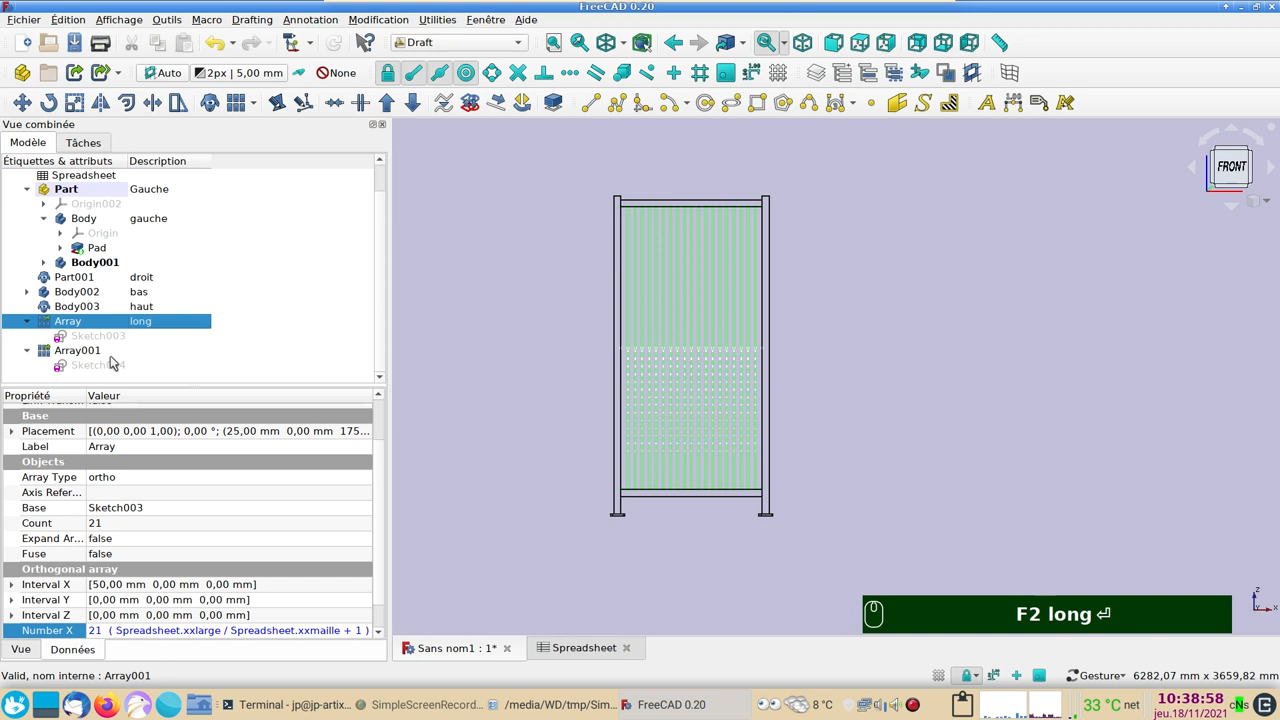 FreeCAD 0.20
Fichier Édition Affichage Outils Macro Drafting Annotation Modification Utilities Fenêtre Aide
Draft
Auto 2px | 5,00 mm None
Vue combinée
Modèle Tâches
Étiquettes & attributs Description
Spreadsheet
Part Gauche
Origin002
Body gauche
Origin
Pad
Body001
Part001 droit
Body002 bas
Body003 haut
Array long
Sketch003
Array001
Propriété Valeur
Base
Placement [(0,00 0,00 1,00); 0,00 °; (25,00 mm 0,00 mm 175...
Label Array
Objects
Array Type ortho
Axis Refer...
Base Sketch003
Count 21
Expand Ar... false
Fuse false
Orthogonal array
Interval X [50,00 mm 0,00 mm 0,00 mm]
Interval Y [0,00 mm 0,00 mm 0,00 mm]
Interval Z [0,00 mm 0,00 mm 0,00 mm]
Number X 21 ( Spreadsheet.xxlarge / Spreadsheet.xxmaille + 1 )
Vue Données
FRONT
F2 long ⏎
Sans nom1 : 1* Spreadsheet
Valid, nom interne : Array001 Gesture 6282,07 mm x 3659,82 mm
Terminal - jp@jp-artix... SimpleScreenRecord... /media/WD/tmp/Sim... FreeCAD 0.20 8 °C 33 °C net 10:38:58 cNs
jeu.18/11/2021